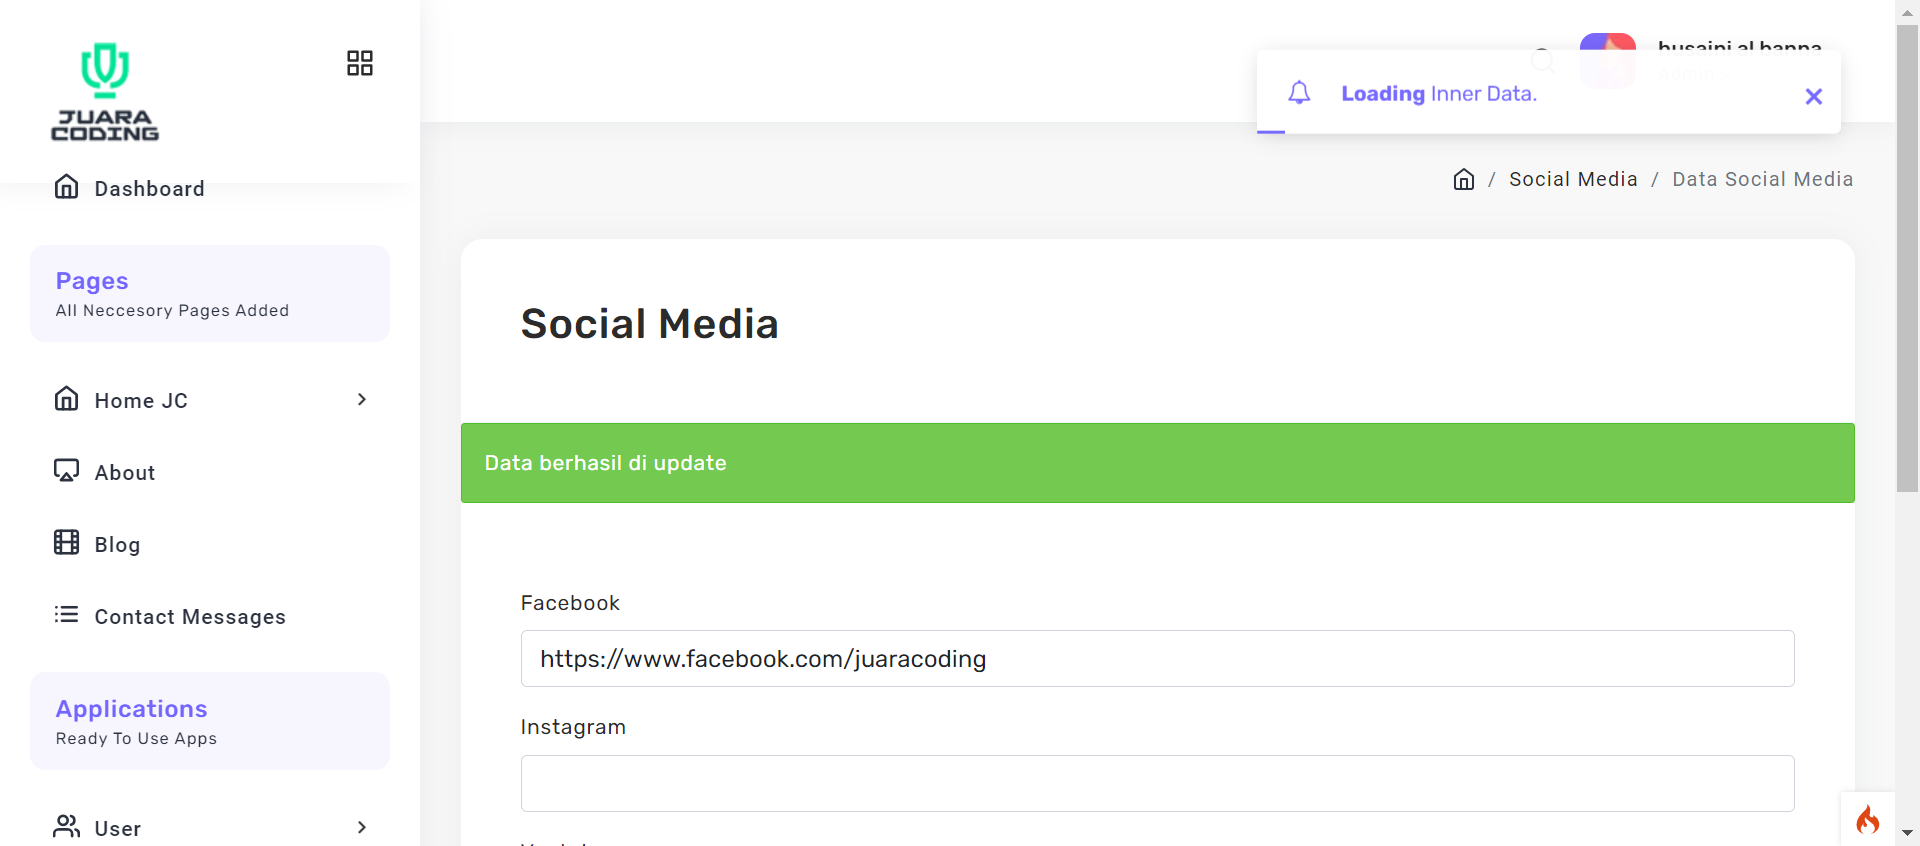 JUARA
CODING
Dashboard
Pages
All Neccesory Pages Added
Home JC
About
Blog
Contact Messages
Applications
Ready To Use Apps
User
husaini al banna
Admin
Loading Inner Data.
/ Social Media / Data Social Media
Social Media
Data berhasil di update
Facebook
https://www.facebook.com/juaracoding
Instagram